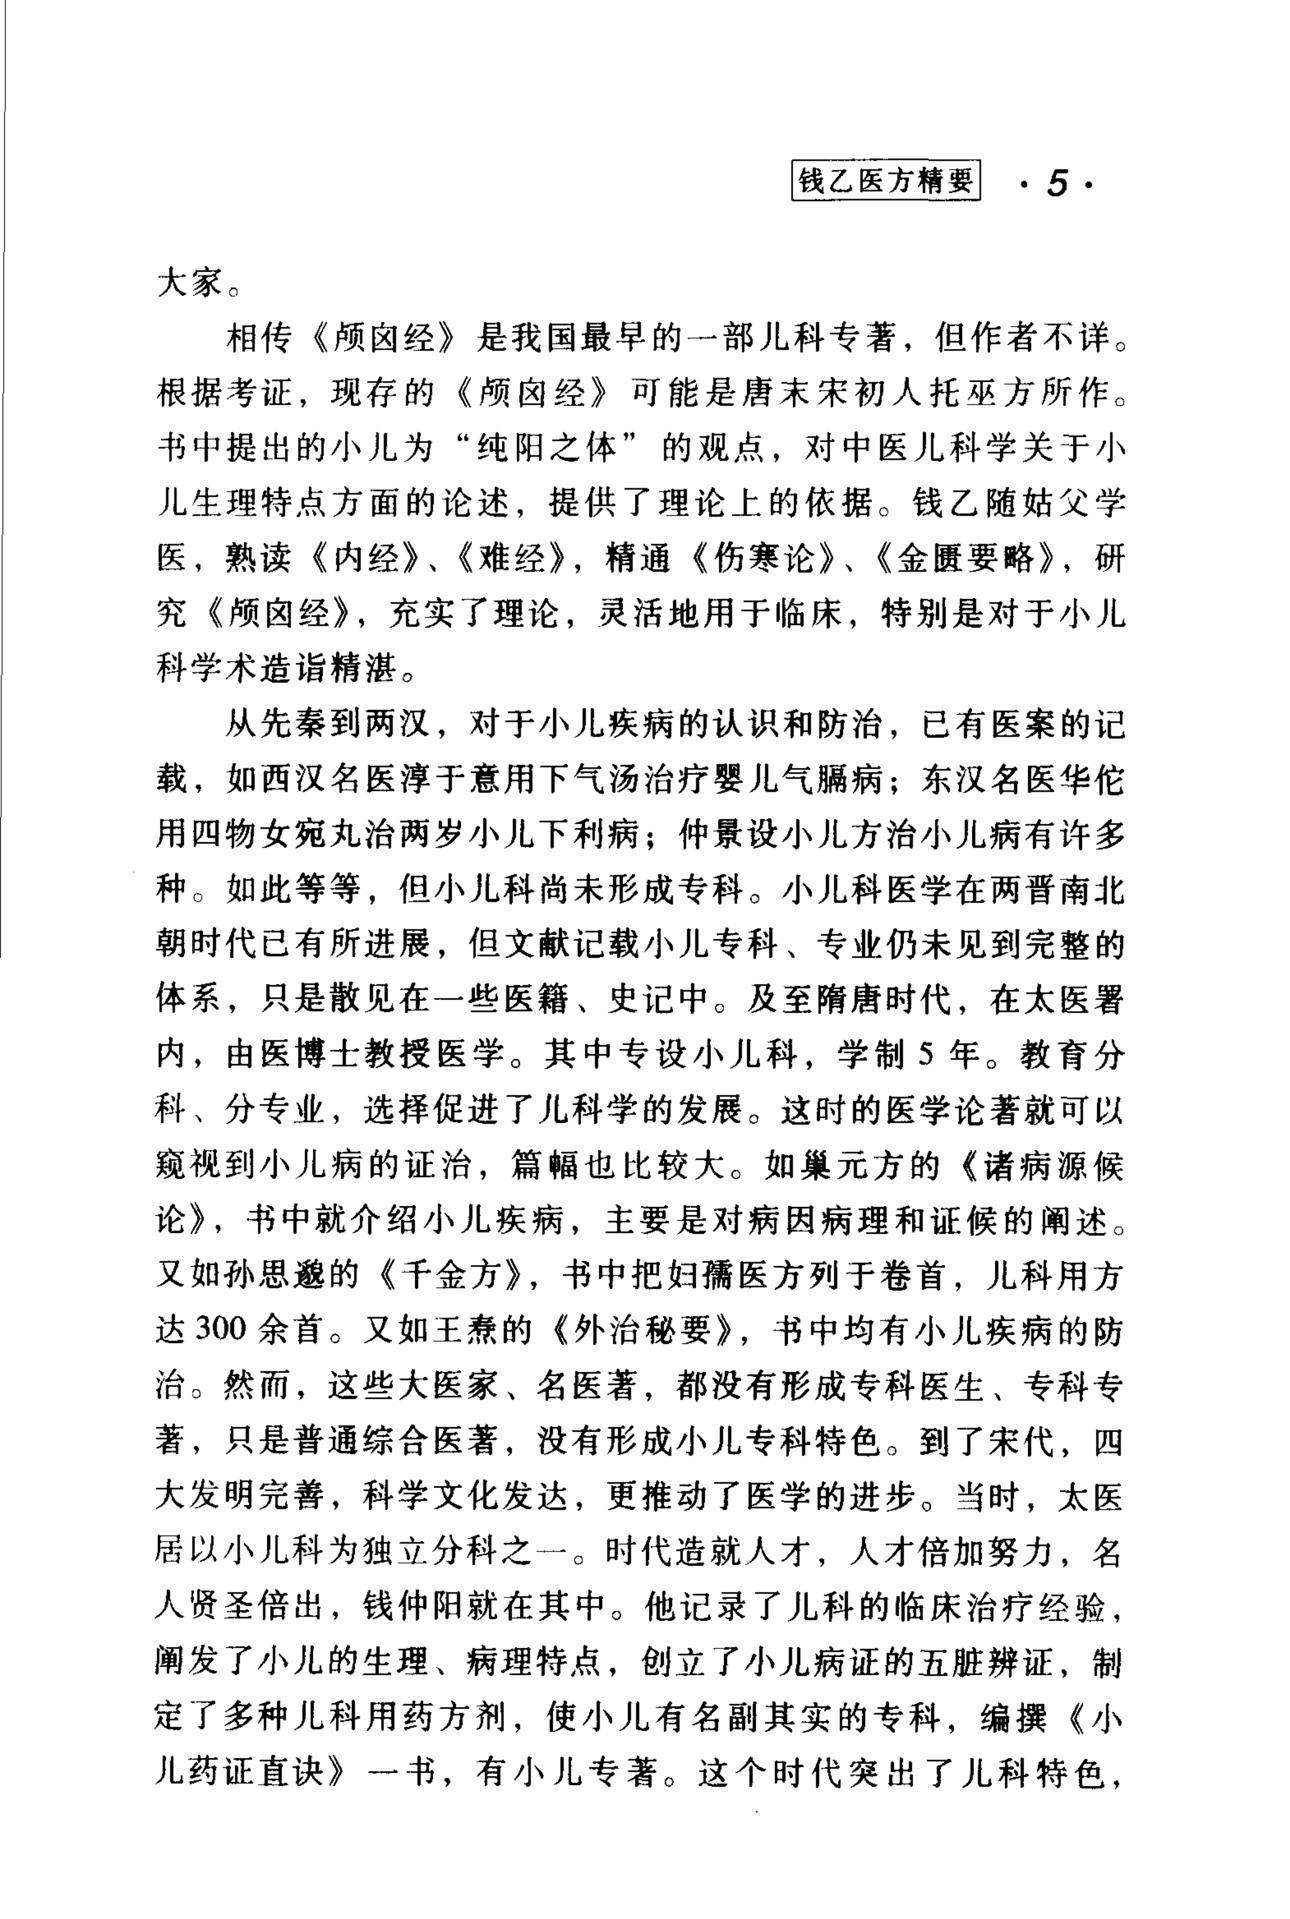 钱乙医方精要 · 5 ·
大家。
相传《颅囟经》是我国最早的一部儿科专著，但作者不详。
根据考证，现存的《颅囟经》可能是唐末宋初人托巫方所作。
书中提出的小儿为“纯阳之体”的观点，对中医儿科学关于小
儿生理特点方面的论述，提供了理论上的依据。钱乙随姑父学
医，熟读《内经》、《难经》，精通《伤寒论》、《金匮要略》，研
究《颅囟经》，充实了理论，灵活地用于临床，特别是对于小儿
科学术造诣精湛。
从先秦到两汉，对于小儿疾病的认识和防治，已有医案的记
载，如西汉名医淳于意用下气汤治疗婴儿气膈病；东汉名医华佗
用四物女宛丸治两岁小儿下利病；仲景设小儿方治小儿病有许多
种。如此等等，但小儿科尚未形成专科。小儿科医学在两晋南北
朝时代已有所进展，但文献记载小儿专科、专业仍未见到完整的
体系，只是散见在一些医籍、史记中。及至隋唐时代，在太医署
内，由医博士教授医学。其中专设小儿科，学制 5 年。教育分
科、分专业，选择促进了儿科学的发展。这时的医学论著就可以
窥视到小儿病的证治，篇幅也比较大。如巢元方的《诸病源候
论》，书中就介绍小儿疾病，主要是对病因病理和证候的阐述。
又如孙思邈的《千金方》，书中把妇孺医方列于卷首，儿科用方
达 300 余首。又如王焘的《外治秘要》，书中均有小儿疾病的防
治。然而，这些大医家、名医著，都没有形成专科医生、专科专
著，只是普通综合医著，没有形成小儿专科特色。到了宋代，四
大发明完善，科学文化发达，更推动了医学的进步。当时，太医
居以小儿科为独立分科之一。时代造就人才，人才倍加努力，名
人贤圣倍出，钱仲阳就在其中。他记录了儿科的临床治疗经验，
阐发了小儿的生理、病理特点，创立了小儿病证的五脏辨证，制
定了多种儿科用药方剂，使小儿有名副其实的专科，编撰《小
儿药证直诀》一书，有小儿专著。这个时代突出了儿科特色，